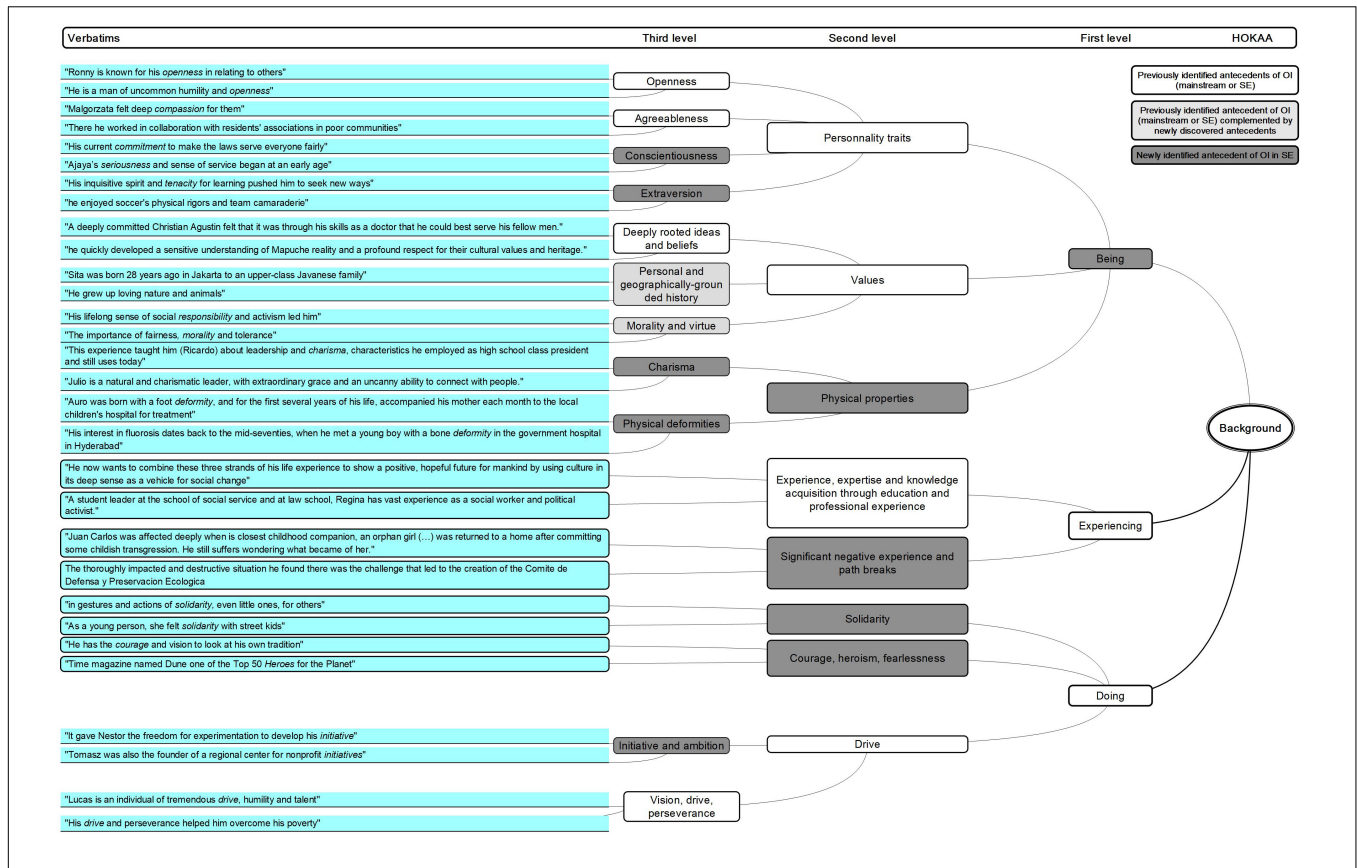 Verbatims Third level Second level First level HOKAA
Previously identified antecedents of OI
(mainstream or SE)
Previously identified antecedent of OI
(mainstream or SE) complemented by
newly discovered antecedents
Newly identified antecedent of OI in SE
"Ronny is known for his openness in relating to others"
"He is a man of uncommon humility and openness"
Openness
"Malgorzata felt deep compassion for them"
"There he worked in collaboration with residents' associations in poor communities"
Agreeableness
"His current commitment to make the laws serve everyone fairly"
"Ajaya's seriousness and sense of service began at an early age"
Conscientiousness
"His inquisitive spirit and tenacity for learning pushed him to seek new ways"
"he enjoyed soccer's physical rigors and team camaraderie"
Extraversion
Personnality traits
"A deeply committed Christian Agustin felt that it was through his skills as a doctor that he could best serve his fellow men."
"he quickly developed a sensitive understanding of Mapuche reality and a profound respect for their cultural values and heritage."
Deeply rooted ideas
and beliefs
"Sita was born 28 years ago in Jakarta to an upper-class Javanese family"
"He grew up loving nature and animals"
Personal and
geographically-groun
ded history
"His lifelong sense of social responsibility and activism led him"
"The importance of fairness, morality and tolerance"
Morality and virtue
Values
"This experience taught him (Ricardo) about leadership and charisma, characteristics he employed as high school class president
and still uses today"
"Julio is a natural and charismatic leader, with extraordinary grace and an uncanny ability to connect with people."
Charisma
"Auro was born with a foot deformity, and for the first several years of his life, accompanied his mother each month to the local
children's hospital for treatment"
"His interest in fluorosis dates back to the mid-seventies, when he met a young boy with a bone deformity in the government hospital
in Hyderabad"
Physical deformities
Physical properties
Being
"He now wants to combine these three strands of his life experience to show a positive, hopeful future for mankind by using culture in
its deep sense as a vehicle for social change"
"A student leader at the school of social service and at law school, Regina has vast experience as a social worker and political
activist."
Experience, expertise and knowledge
acquisition through education and
professional experience
"Juan Carlos was affected deeply when is closest childhood companion, an orphan girl (…) was returned to a home after committing
some childish transgression. He still suffers wondering what became of her."
The thoroughly impacted and destructive situation he found there was the challenge that led to the creation of the Comite de
Defensa y Preservacion Ecologica
Significant negative experience and
path breaks
Experiencing
"in gestures and actions of solidarity, even little ones, for others"
"As a young person, she felt solidarity with street kids"
Solidarity
"He has the courage and vision to look at his own tradition"
"Time magazine named Dune one of the Top 50 Heroes for the Planet"
Courage, heroism, fearlessness
"It gave Nestor the freedom for experimentation to develop his initiative"
"Tomasz was also the founder of a regional center for nonprofit initiatives"
Initiative and ambition
"Lucas is an individual of tremendous drive, humility and talent"
"His drive and perseverance helped him overcome his poverty"
Vision, drive,
perseverance
Drive
Doing
Background